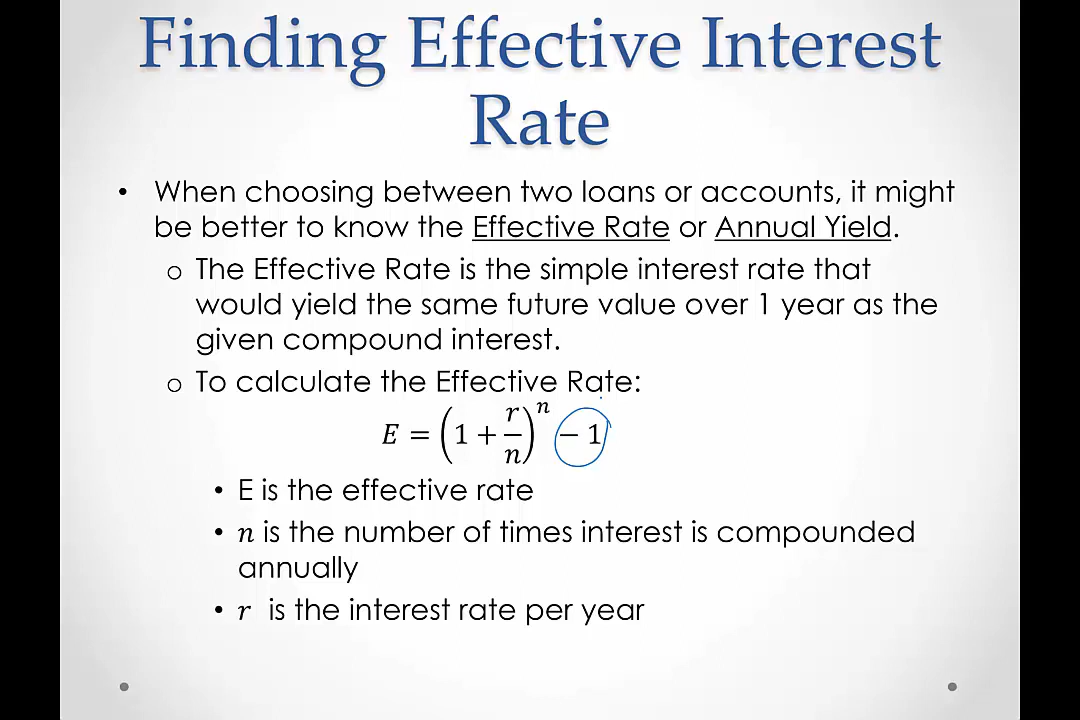 Finding Effective Interest
Rate
• When choosing between two loans or accounts, it might
be better to know the Effective Rate or Annual Yield.
o The Effective Rate is the simple interest rate that
would yield the same future value over 1 year as the
given compound interest.
o To calculate the Effective Rate:
E = (1 + r/n)^n − 1
• E is the effective rate
• n is the number of times interest is compounded
annually
• r is the interest rate per year